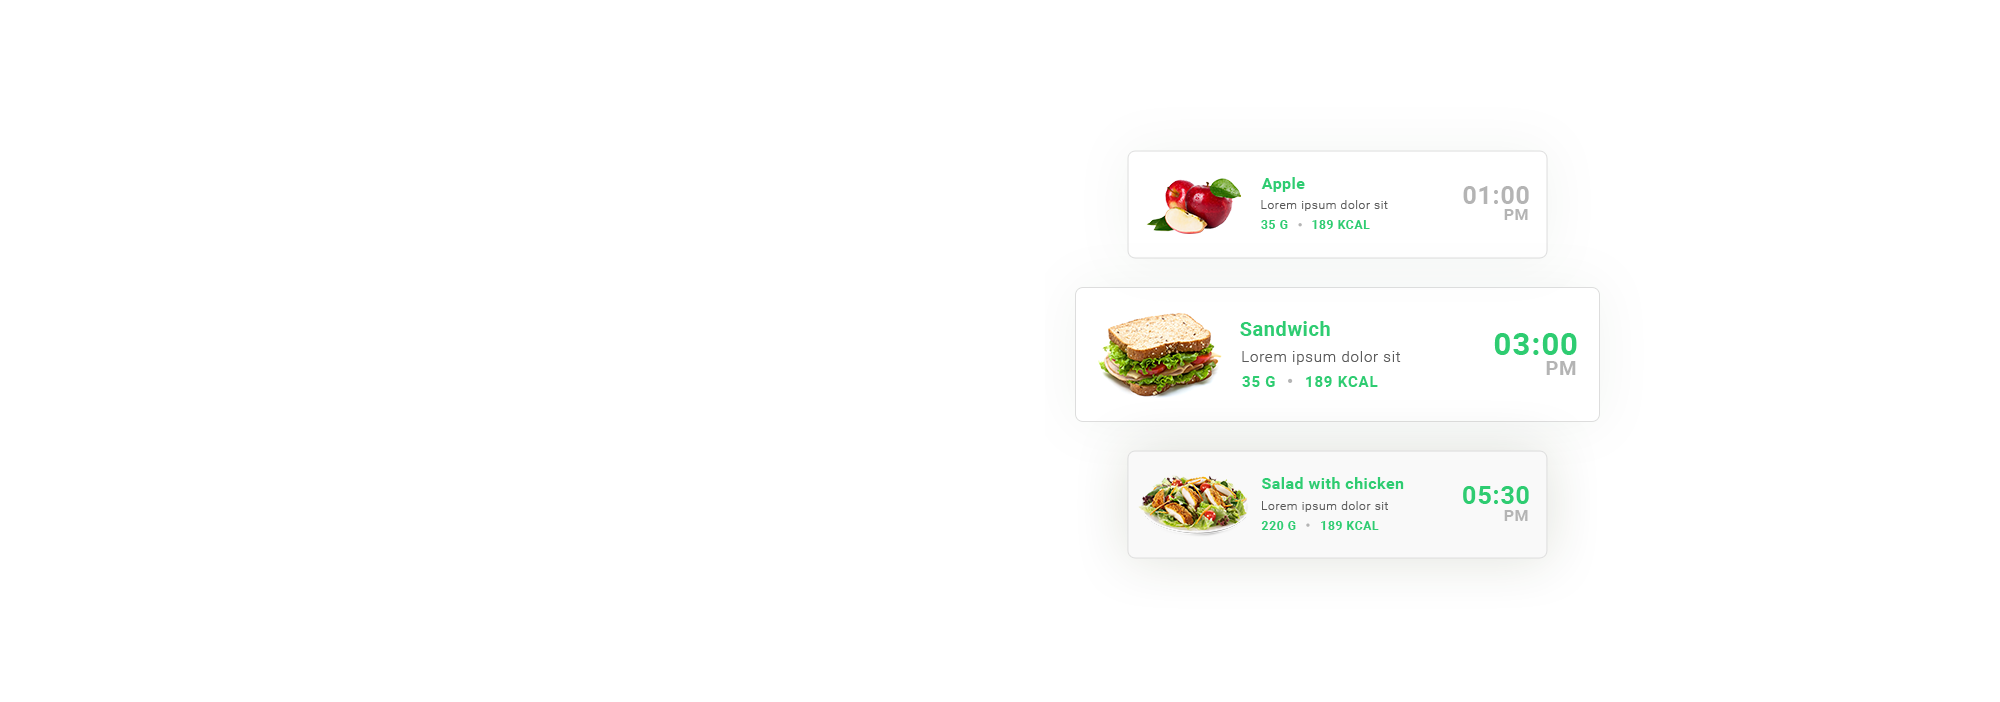 Apple
Lorem ipsum dolor sit
35 G • 189 KCAL
01:00
PM
Sandwich
Lorem ipsum dolor sit
35 G • 189 KCAL
03:00
PM
Salad with chicken
Lorem ipsum dolor sit
220 G • 189 KCAL
05:30
PM